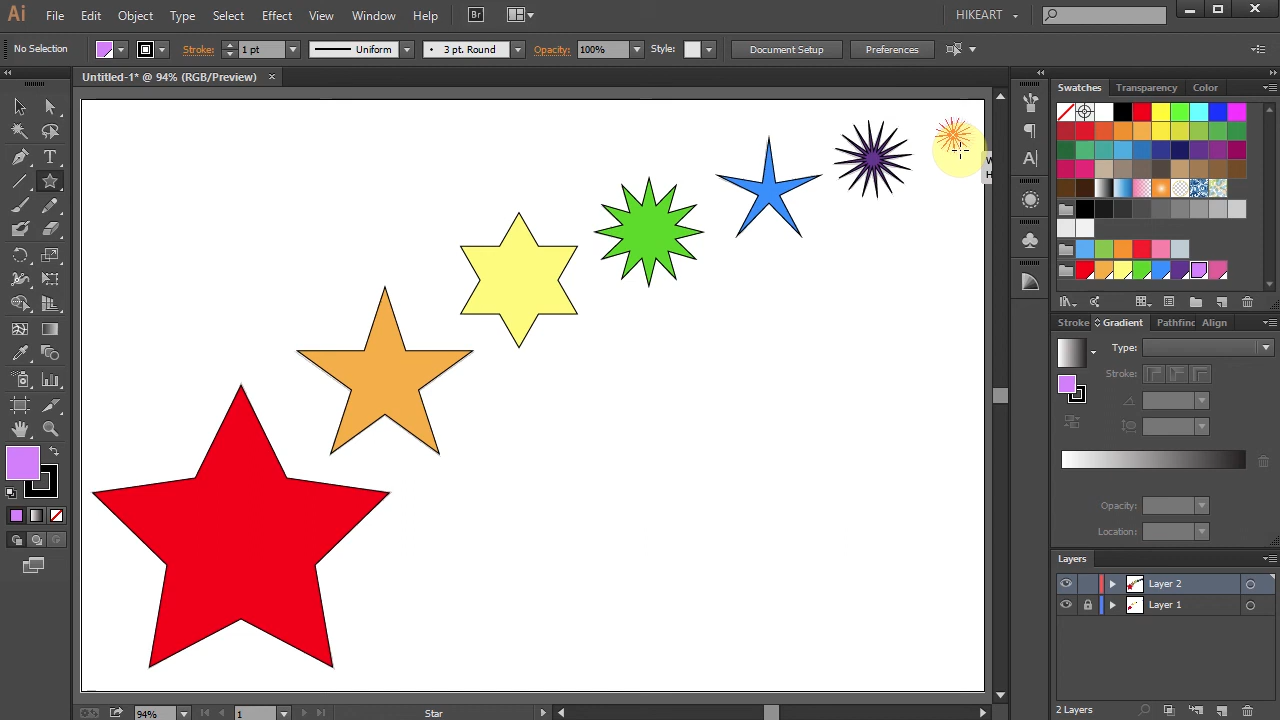 Ai File Edit Object Type Select Effect View Window Help Br HIKEART
No Selection Stroke: 1 pt Uniform 3 pt. Round Opacity: 100% Style: Document Setup Preferences
Untitled-1* @ 94% (RGB/Preview)
Swatches Transparency Color
W
H
Stroke Gradient Pathfinc Align
Type:
Stroke:
Opacity:
Location:
Layers
Layer 2
Layer 1
94% 1 Star
2 Layers